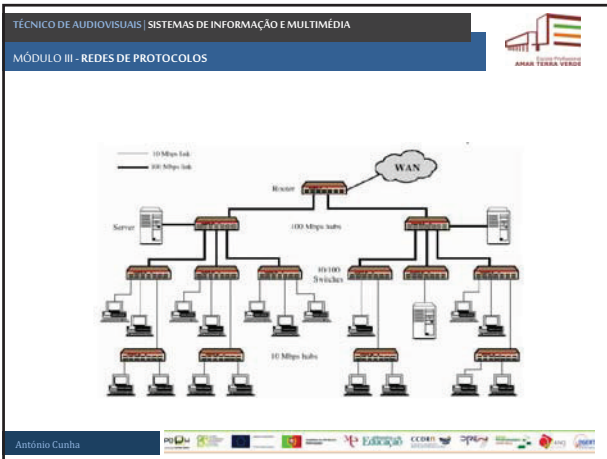 TÉCNICO DE AUDIOVISUAIS | SISTEMAS DE INFORMAÇÃO E MULTIMÉDIA
MÓDULO III - REDES DE PROTOCOLOS
Escola Profissional
AMAR TERRA VERDE
10 Mbps link
100 Mbps link
WAN
Router
Server
100 Mbps hubs
10/100
Switches
10 Mbps hubs
António Cunha
Educação